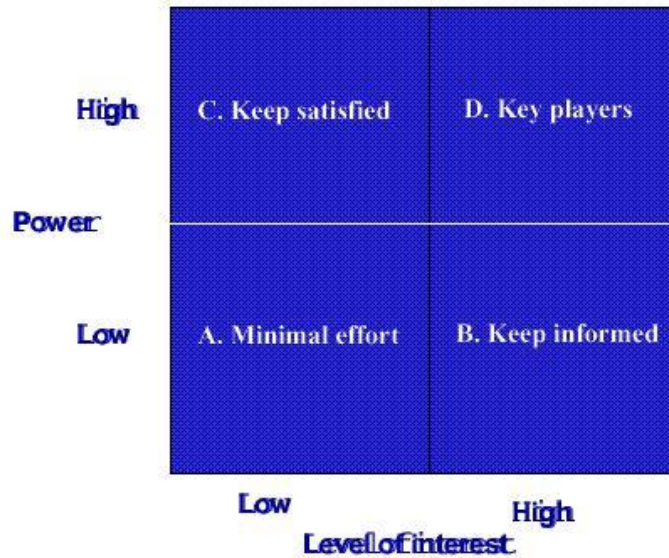 High
C. Keep satisfied
D. Key players
Power
Low
A. Minimal effort
B. Keep informed
Low
High
Level of interest